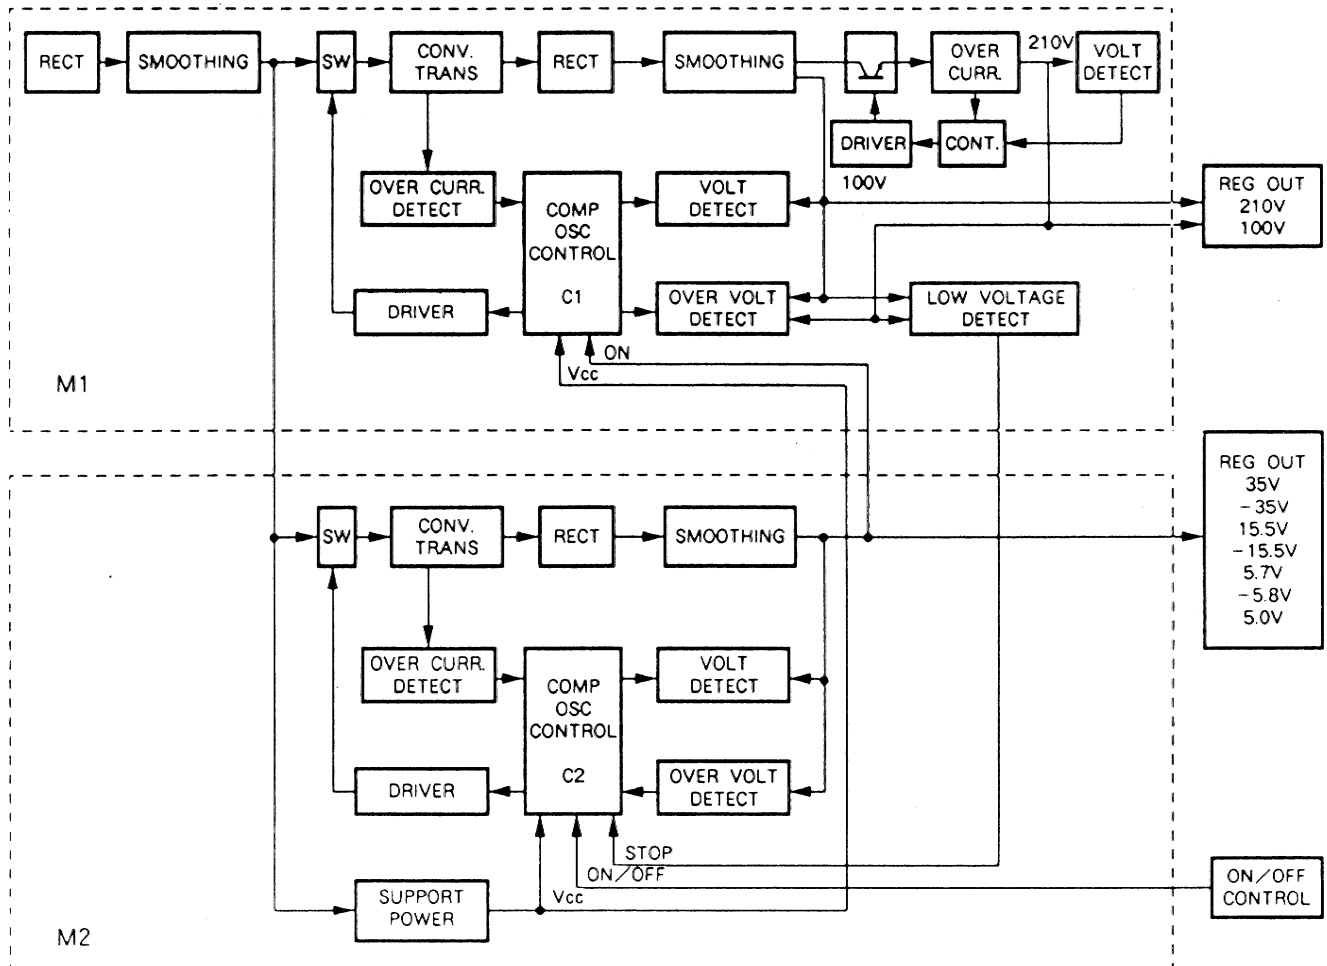 RECT
SMOOTHING
SW
CONV.
TRANS
RECT
SMOOTHING
OVER
CURR.
210V
VOLT
DETECT
DRIVER
CONT.
100V
OVER CURR.
DETECT
COMP
OSC
CONTROL
C1
VOLT
DETECT
REG OUT
210V
100V
DRIVER
OVER VOLT
DETECT
LOW VOLTAGE
DETECT
ON
Vcc
M1
REG OUT
35V
-35V
15.5V
-15.5V
5.7V
-5.8V
5.0V
SW
CONV.
TRANS
RECT
SMOOTHING
OVER CURR.
DETECT
COMP
OSC
CONTROL
C2
VOLT
DETECT
DRIVER
OVER VOLT
DETECT
STOP
ON/OFF
Vcc
SUPPORT
POWER
ON/OFF
CONTROL
M2